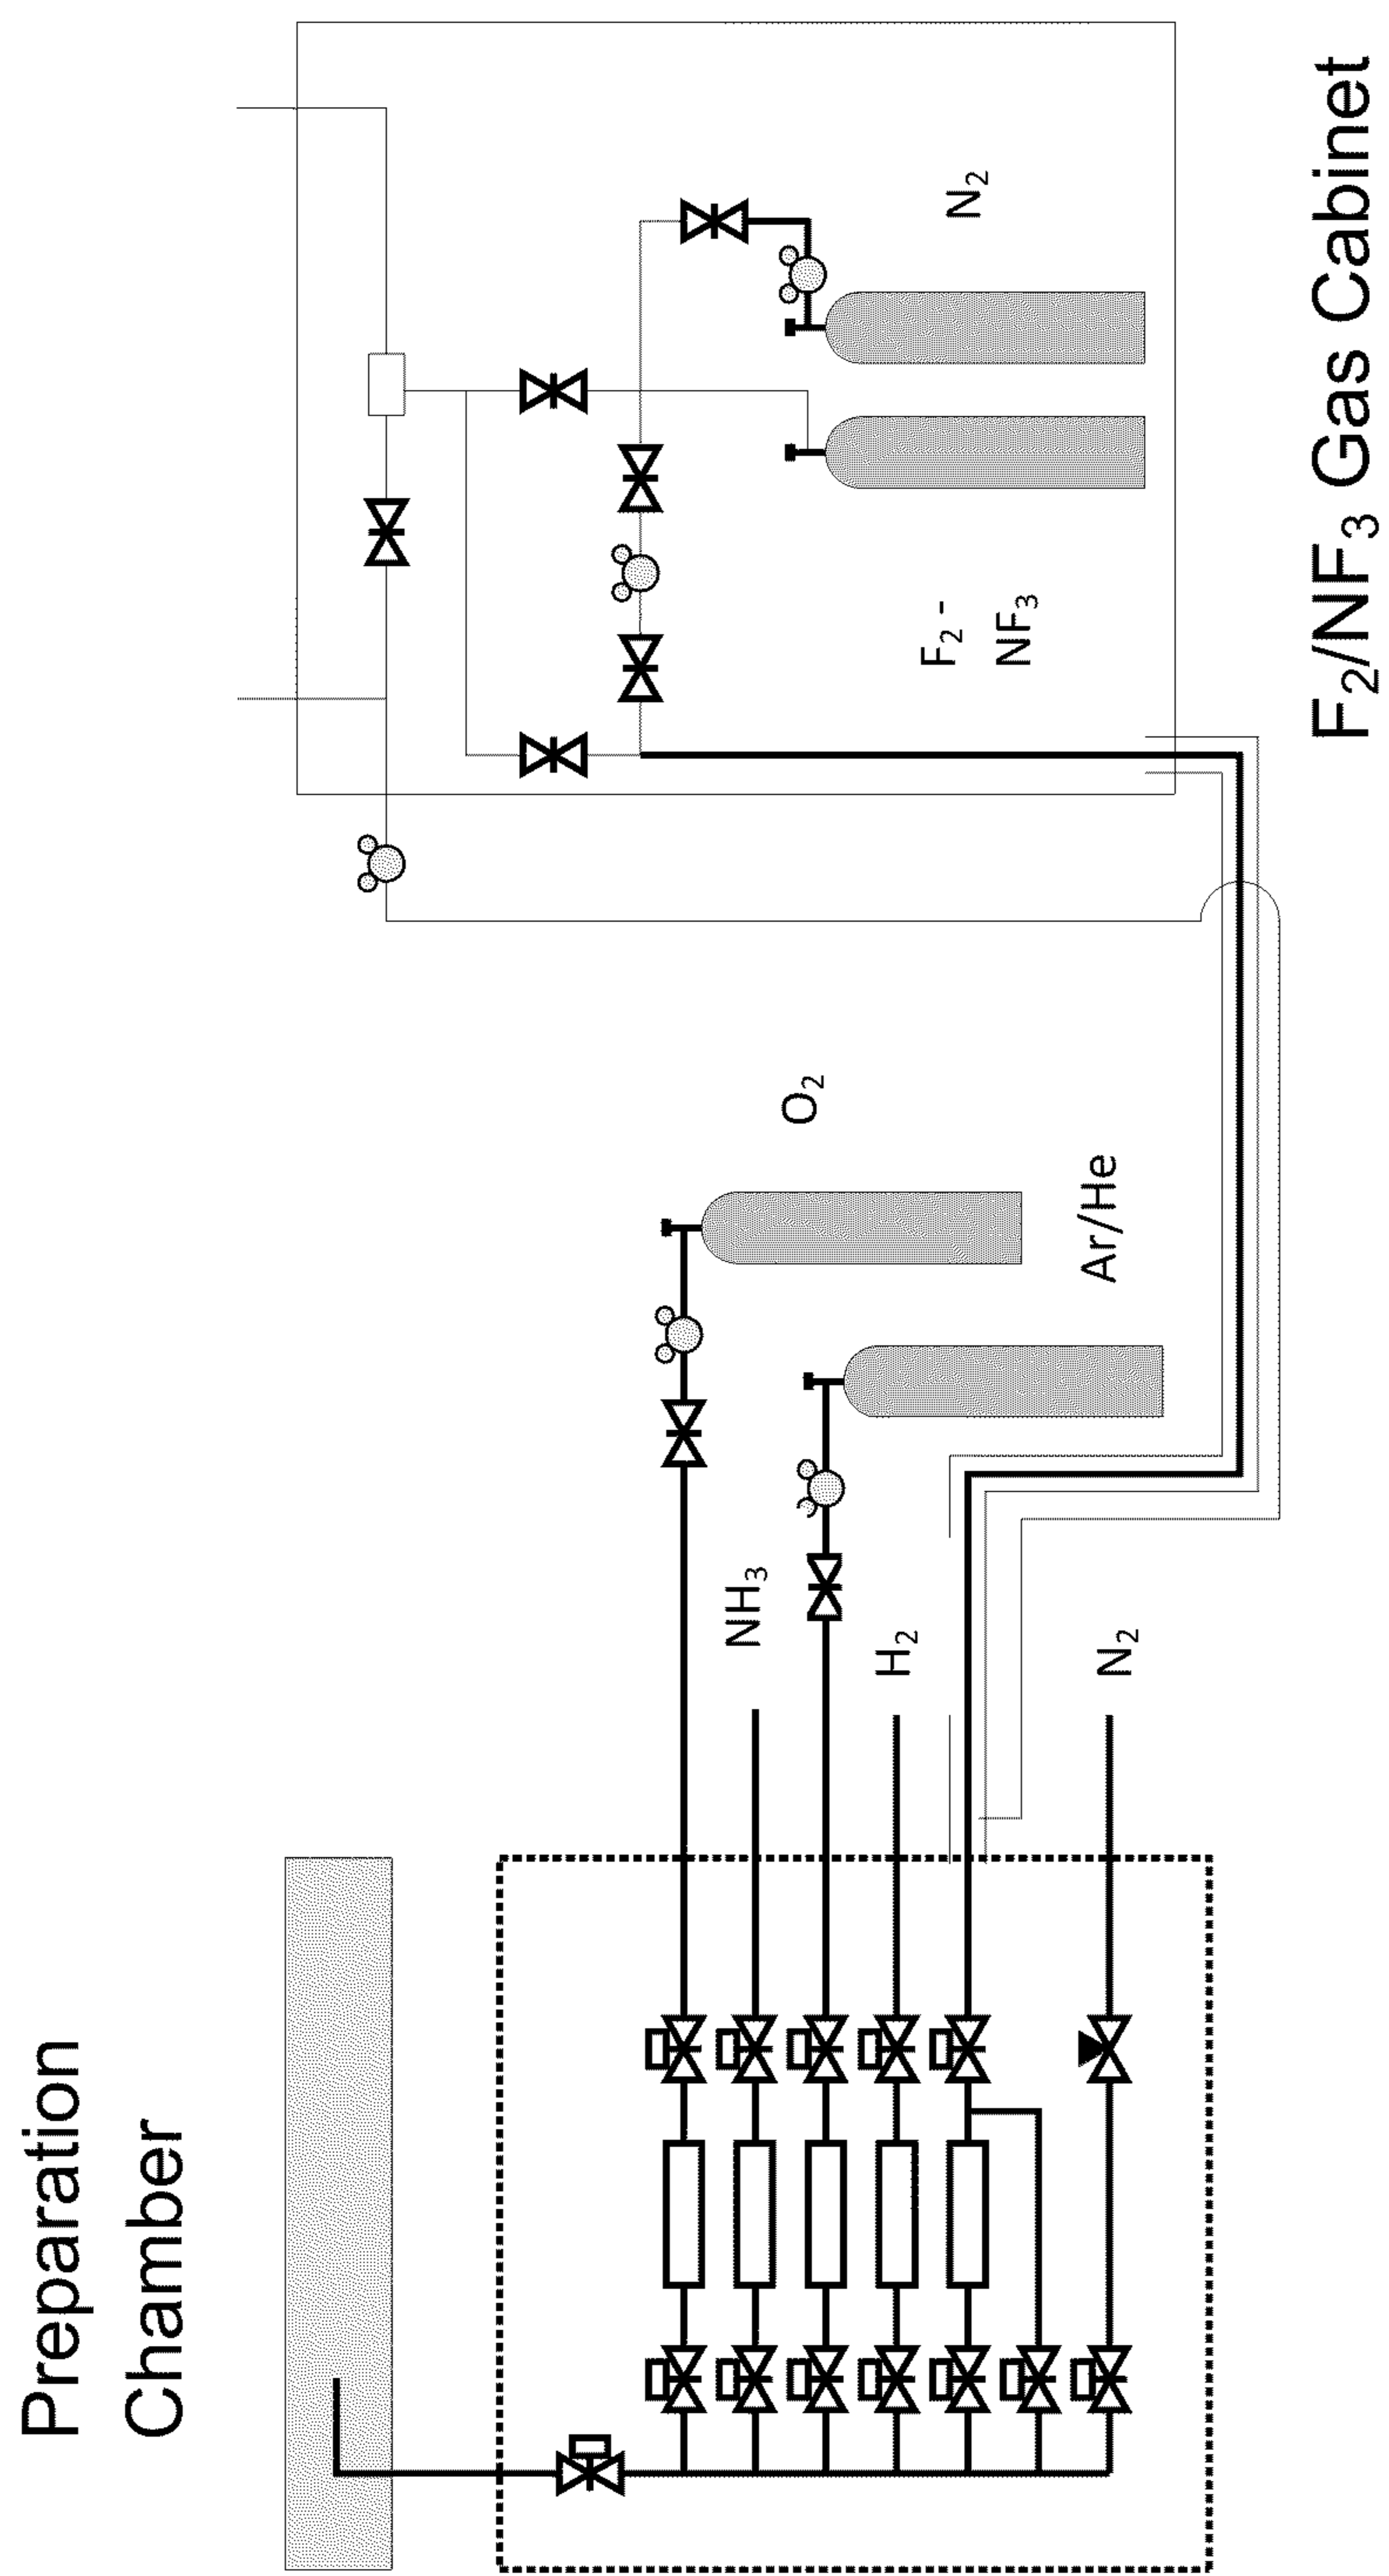 Preparation
Chamber
O₂
NH₃
Ar/He
H₂
N₂
F₂ -
NF₃
N₂
F₂/NF₃ Gas Cabinet